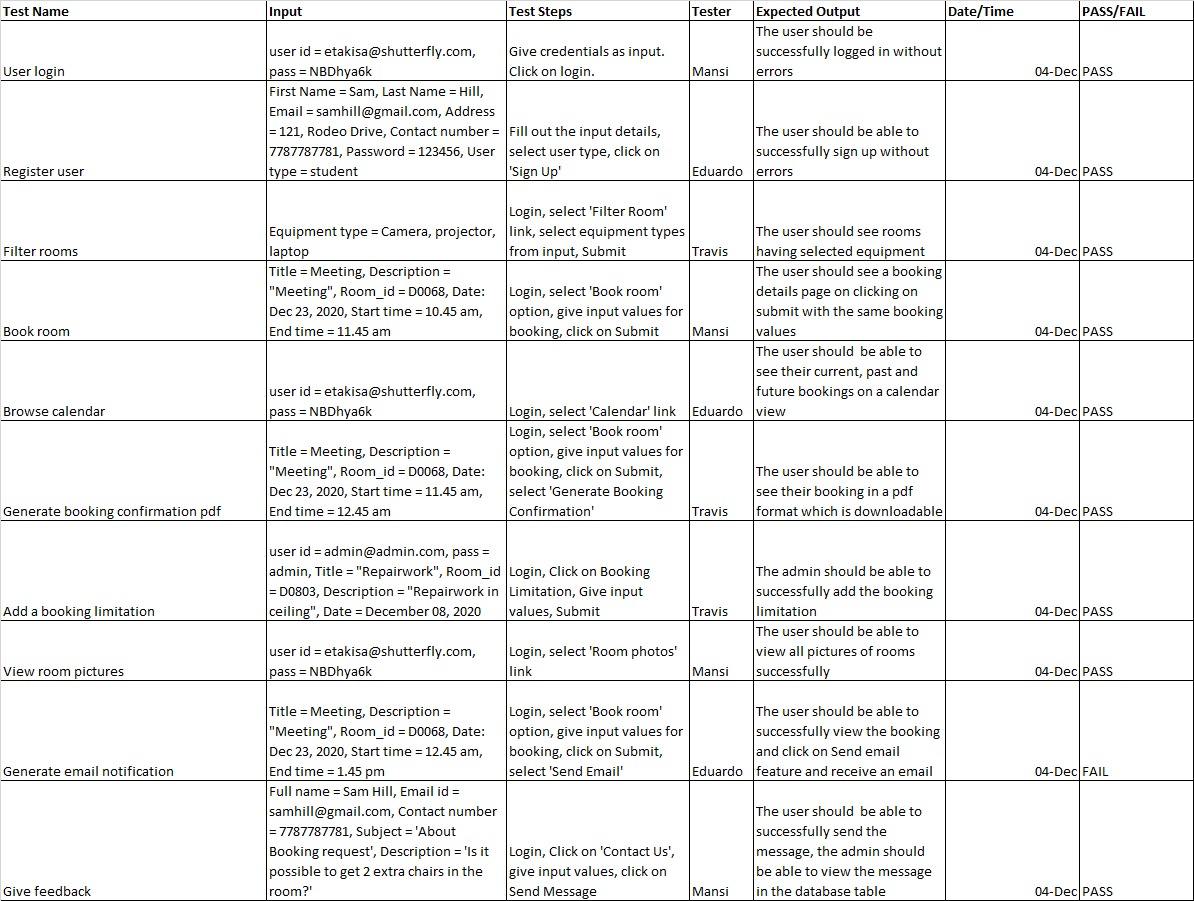 Test Name Input Test Steps Tester Expected Output Date/Time PASS/FAIL
User login
user id = etakisa@shutterfly.com,
pass = NBDhya6k
Give credentials as input.
Click on login.
Mansi
The user should be
successfully logged in without
errors
04-Dec PASS
Register user
First Name = Sam, Last Name = Hill,
Email = samhill@gmail.com, Address
= 121, Rodeo Drive, Contact number =
7787787781, Password = 123456, User
type = student
Fill out the input details,
select user type, click on
'Sign Up'
Eduardo
The user should be able to
successfully sign up without
errors
04-Dec PASS
Filter rooms
Equipment type = Camera, projector,
laptop
Login, select 'Filter Room'
link, select equipment types
from input, Submit
Travis
The user should see rooms
having selected equipment
04-Dec PASS
Book room
Title = Meeting, Description =
"Meeting", Room_id = D0068, Date:
Dec 23, 2020, Start time = 10.45 am,
End time = 11.45 am
Login, select 'Book room'
option, give input values for
booking, click on Submit
Mansi
The user should see a booking
details page on clicking on
submit with the same booking
values
04-Dec PASS
Browse calendar
user id = etakisa@shutterfly.com,
pass = NBDhya6k
Login, select 'Calendar' link
Eduardo
The user should  be able to
see their current, past and
future bookings on a calendar
view
04-Dec PASS
Generate booking confirmation pdf
Title = Meeting, Description =
"Meeting", Room_id = D0068, Date:
Dec 23, 2020, Start time = 11.45 am,
End time = 12.45 am
Login, select 'Book room'
option, give input values for
booking, click on Submit,
select 'Generate Booking
Confirmation'
Travis
The user should be able to
see their booking in a pdf
format which is downloadable
04-Dec PASS
Add a booking limitation
user id = admin@admin.com, pass =
admin, Title = "Repairwork", Room_id
= D0803, Description = "Repairwork in
ceiling", Date = December 08, 2020
Login, Click on Booking
Limitation, Give input
values, Submit
Travis
The admin should be able to
successfully add the booking
limitation
04-Dec PASS
View room pictures
user id = etakisa@shutterfly.com,
pass = NBDhya6k
Login, select 'Room photos'
link
Mansi
The user should be able to
view all pictures of rooms
successfully
04-Dec PASS
Generate email notification
Title = Meeting, Description =
"Meeting", Room_id = D0068, Date:
Dec 23, 2020, Start time = 12.45 am,
End time = 1.45 pm
Login, select 'Book room'
option, give input values for
booking, click on Submit,
select 'Send Email'
Eduardo
The user should be able to
successfully view the booking
and click on Send email
feature and receive an email
04-Dec FAIL
Give feedback
Full name = Sam Hill, Email id =
samhill@gmail.com, Contact number
= 7787787781, Subject = 'About
Booking request', Description = 'Is it
possible to get 2 extra chairs in the
room?'
Login, Click on 'Contact Us',
give input values, click on
Send Message
Mansi
The user should  be able to
successfully send the
message, the admin should
be able to view the message
in the database table
04-Dec PASS